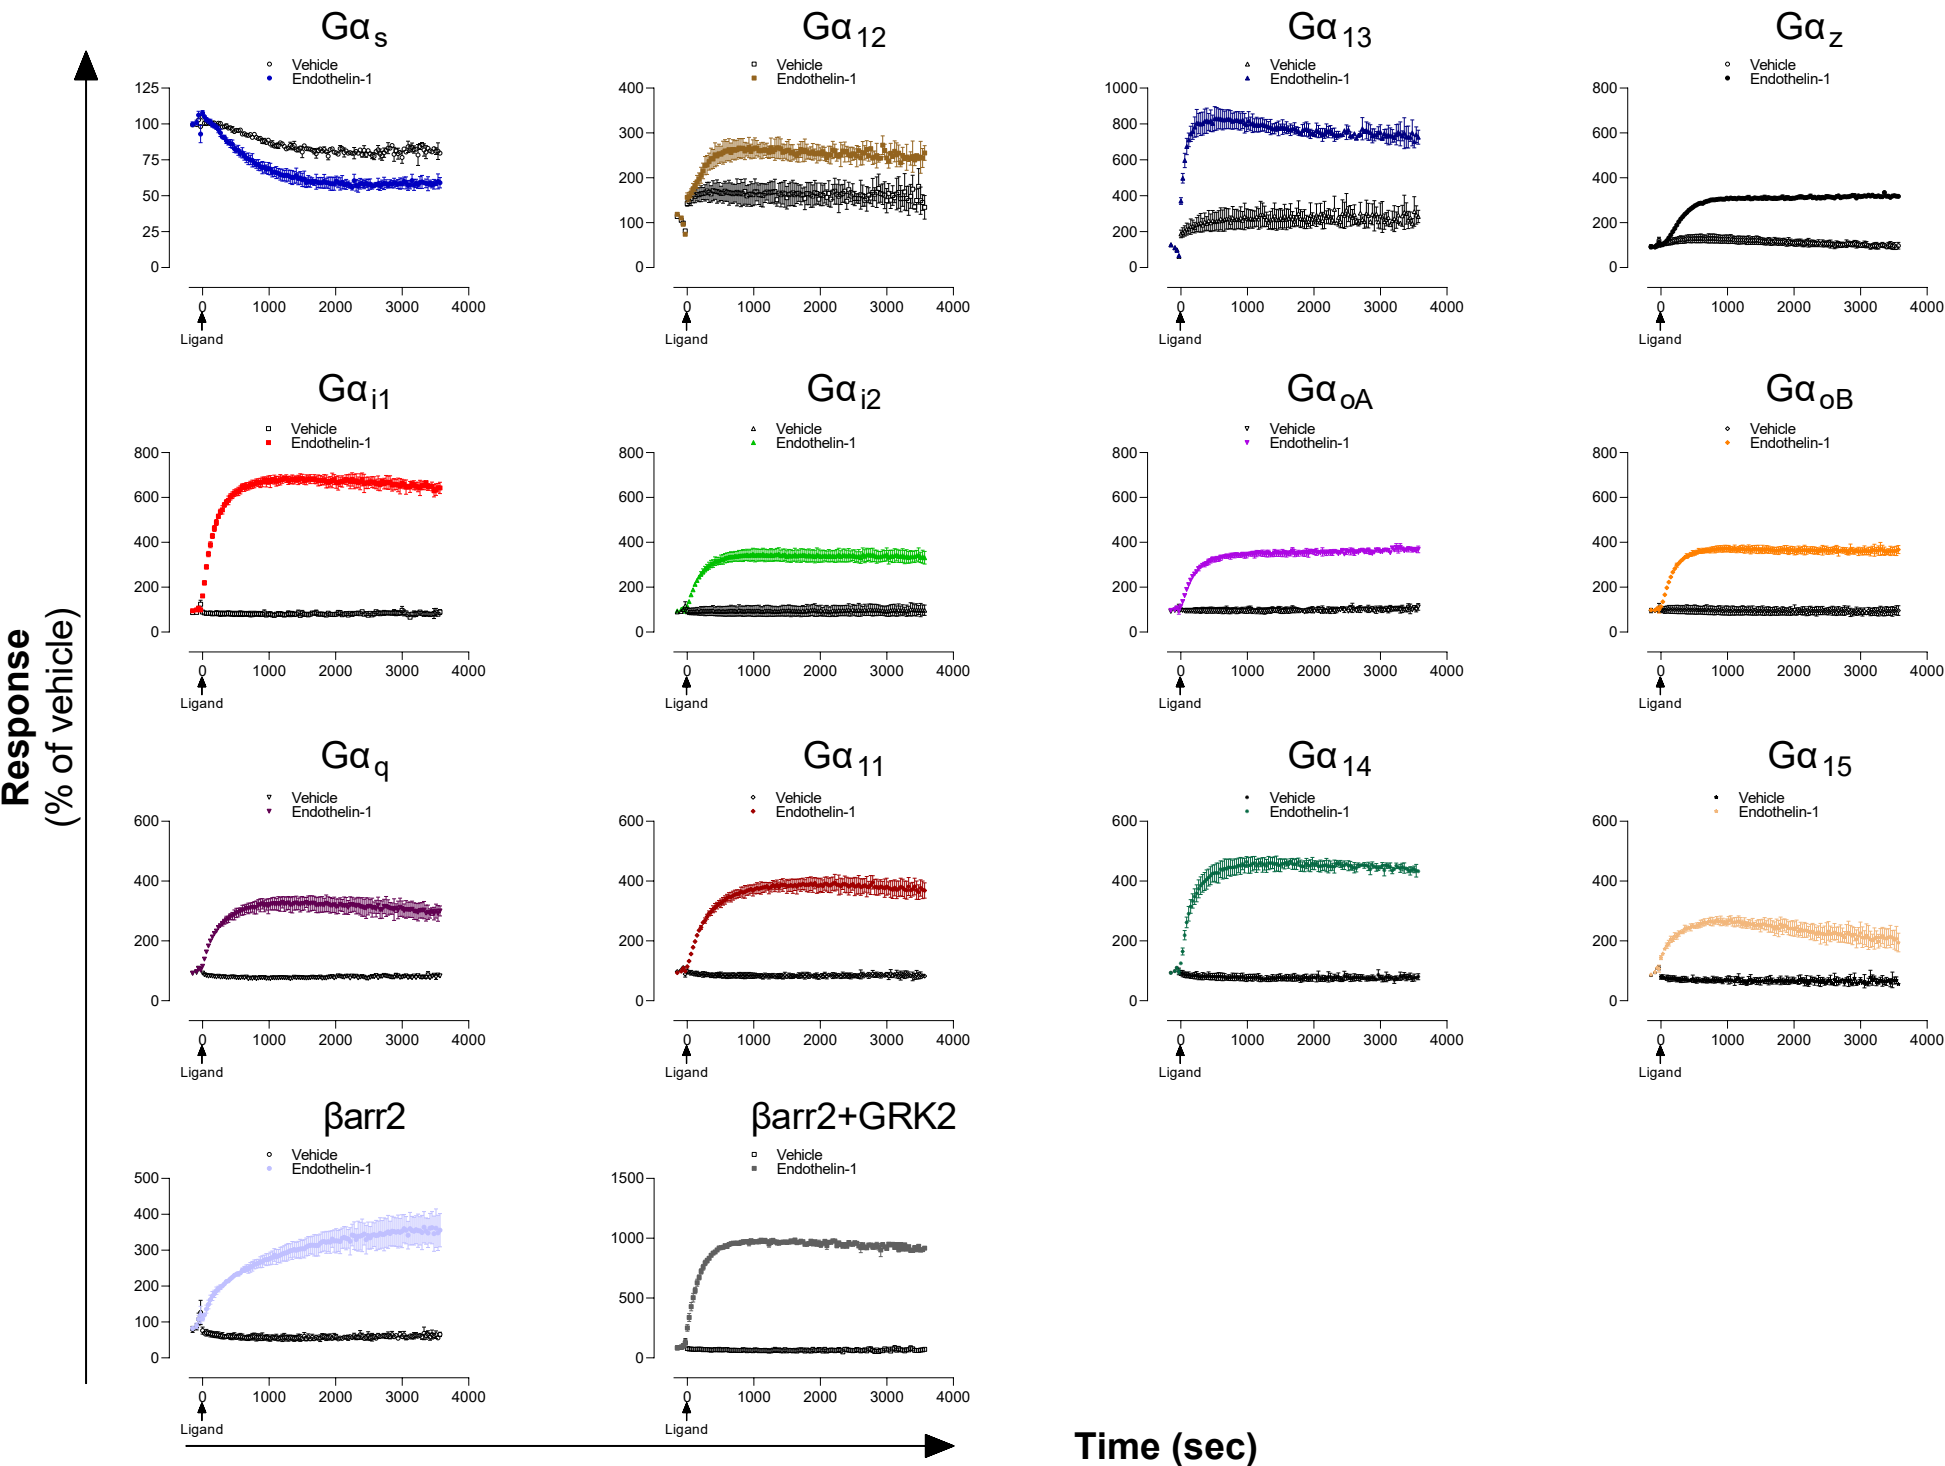 Gαs
Vehicle
Endothelin-1
125
100
75
50
25
0
0 1000 2000 3000 4000
Ligand
Gα12
Vehicle
Endothelin-1
400
300
200
100
0
0 1000 2000 3000 4000
Ligand
Gα13
Vehicle
Endothelin-1
1000
800
600
400
200
0
0 1000 2000 3000 4000
Ligand
Gαz
Vehicle
Endothelin-1
800
600
400
200
0
0 1000 2000 3000 4000
Ligand
Gαi1
Vehicle
Endothelin-1
800
600
400
200
0
0 1000 2000 3000 4000
Ligand
Gαi2
Vehicle
Endothelin-1
800
600
400
200
0
0 1000 2000 3000 4000
Ligand
GαoA
Vehicle
Endothelin-1
800
600
400
200
0
0 1000 2000 3000 4000
Ligand
GαoB
Vehicle
Endothelin-1
800
600
400
200
0
0 1000 2000 3000 4000
Ligand
Response
(% of vehicle)
Gαq
Vehicle
Endothelin-1
600
400
200
0
0 1000 2000 3000 4000
Ligand
Gα11
Vehicle
Endothelin-1
600
400
200
0
0 1000 2000 3000 4000
Ligand
Gα14
Vehicle
Endothelin-1
600
400
200
0
0 1000 2000 3000 4000
Ligand
Gα15
Vehicle
Endothelin-1
600
400
200
0
0 1000 2000 3000 4000
Ligand
βarr2
Vehicle
Endothelin-1
500
400
300
200
100
0
0 1000 2000 3000 4000
Ligand
βarr2+GRK2
Vehicle
Endothelin-1
1500
1000
500
0
0 1000 2000 3000 4000
Ligand
Time (sec)